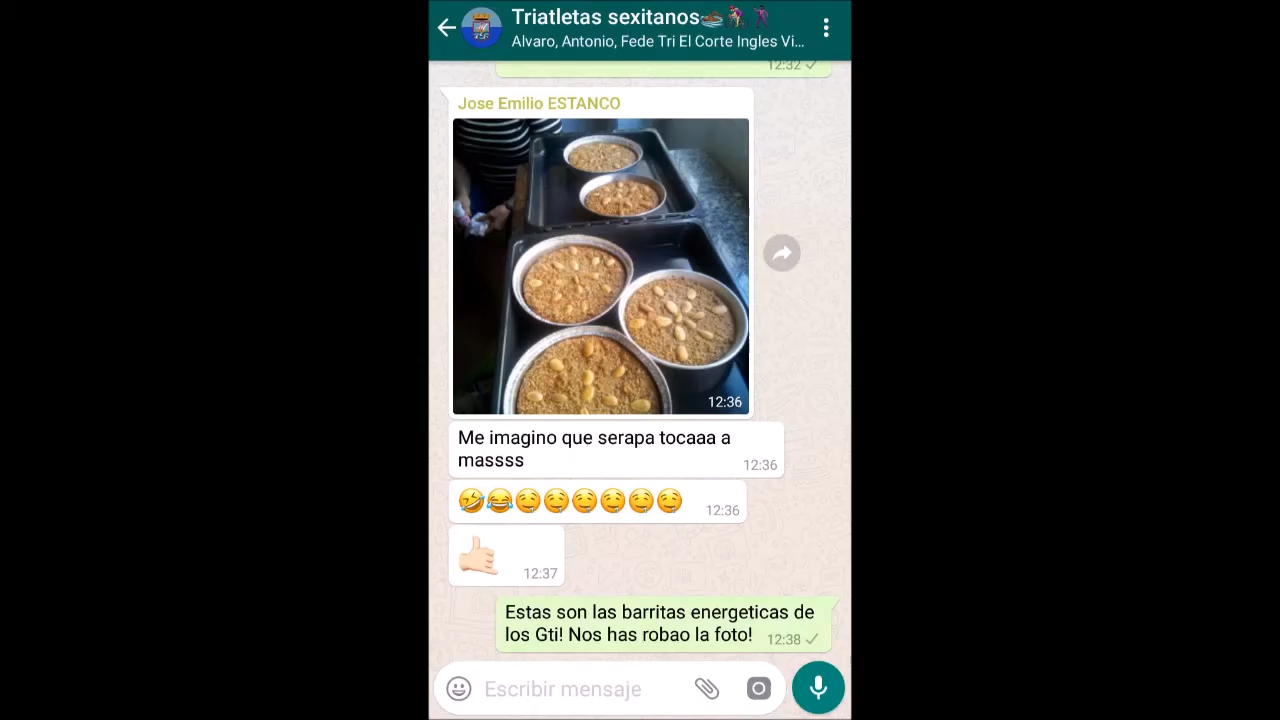 Triatletas sexitanos🏊🏾🚴🏾🕺🏾
Alvaro, Antonio, Fede Tri El Corte Ingles Vi...
12:32
Jose Emilio ESTANCO
12:36
Me imagino que serapa tocaaa a
massss
12:36
🤣😂🤤🤤🤤🤤🤤🤤
12:36
🤙🏻
12:37
Estas son las barritas energeticas de
los Gti! Nos has robao la foto!
12:38
Escribir mensaje